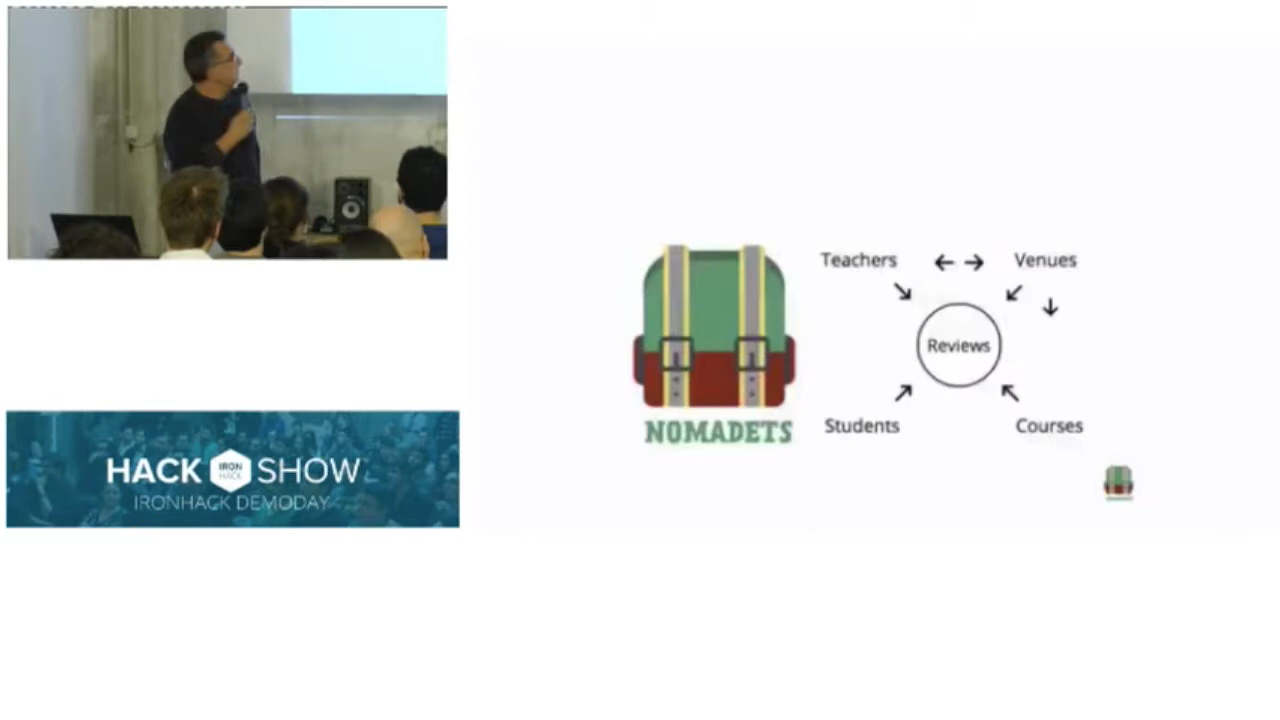 Teachers ← → Venues
Reviews
Students
Courses
NOMADETS
HACK IRON HACK SHOW
IRONHACK DEMODAY